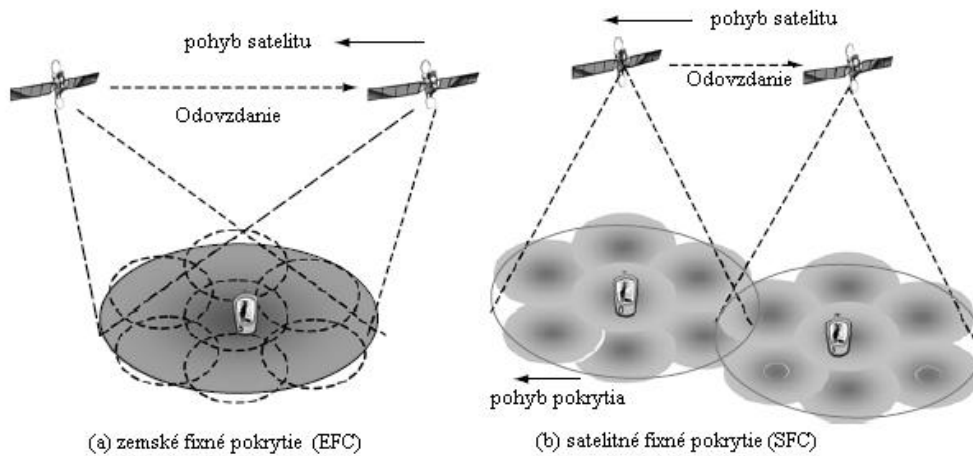 pohyb satelitu
Odovzdanie
(a) zemské fixné pokrytie (EFC)
pohyb satelitu
Odovzdanie
pohyb pokrytia
(b) satelitné fixné pokrytie (SFC)